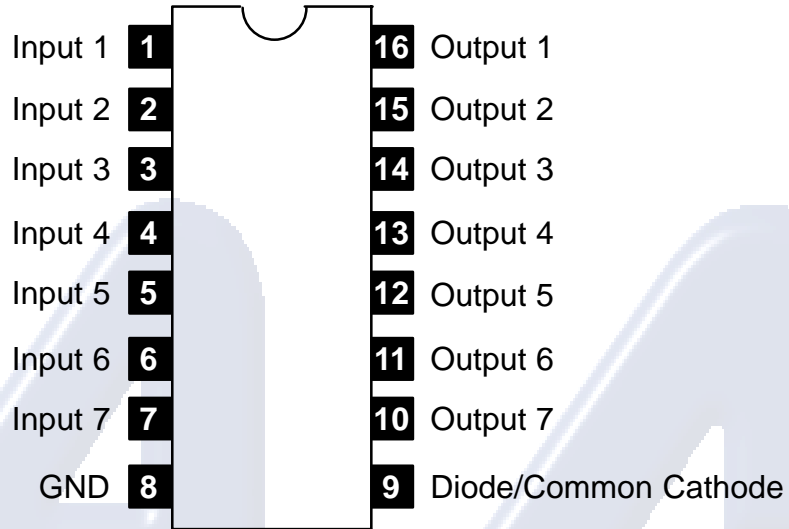 Input 1 1 16 Output 1
Input 2 2 15 Output 2
Input 3 3 14 Output 3
Input 4 4 13 Output 4
Input 5 5 12 Output 5
Input 6 6 11 Output 6
Input 7 7 10 Output 7
GND 8 9 Diode/Common Cathode